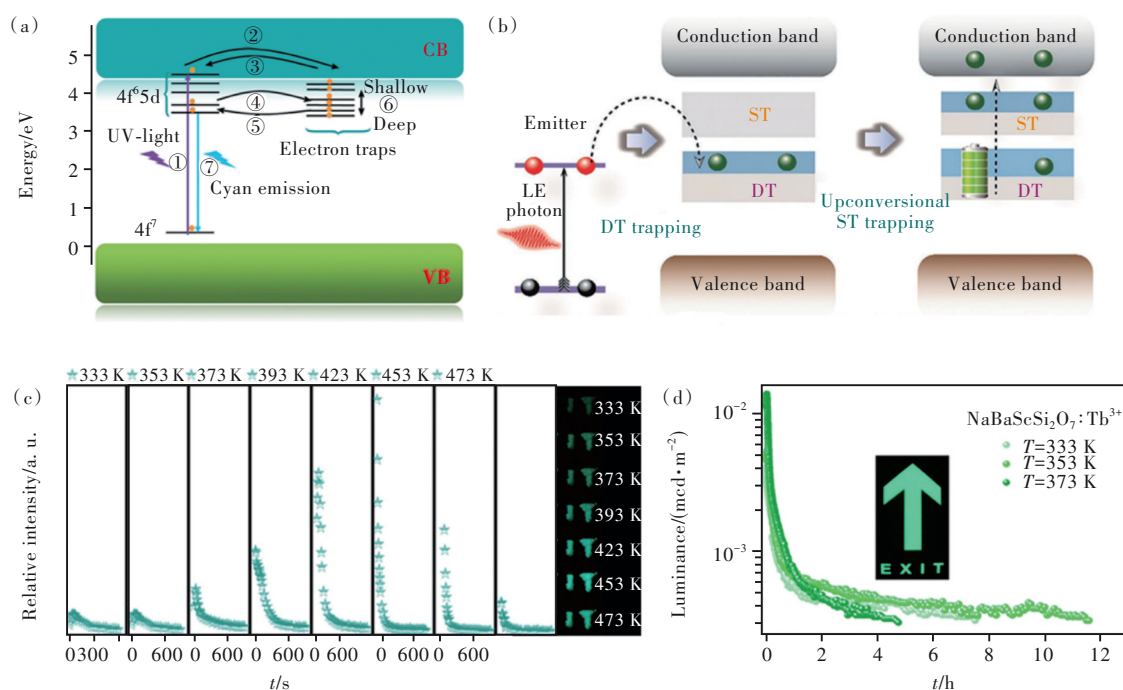 (a)
CB
②
③
5
4
3
2
1
0
Energy/eV
4f⁶5d
Shallow
④
⑥
⑤
Deep
UV-light
Electron traps
①
⑦
Cyan emission
4f⁷
VB
(b)
Conduction band
Conduction band
Emitter
ST
ST
DT
DT
LE
photon
DT trapping
Upconversional
ST trapping
Valence band
Valence band
(c)
333 K
353 K
373 K
393 K
423 K
453 K
473 K
Relative intensity/a. u.
333 K
353 K
373 K
393 K
423 K
453 K
473 K
0 300
0 600
0 600
0 600
0 600
0 600
0 600
t/s
(d)
10⁻²
10⁻³
Luminance/(mcd·m⁻²)
NaBaScSi₂O₇:Tb³⁺
T=333 K
T=353 K
T=373 K
EXIT
0 2 4 6 8 10 12
t/h